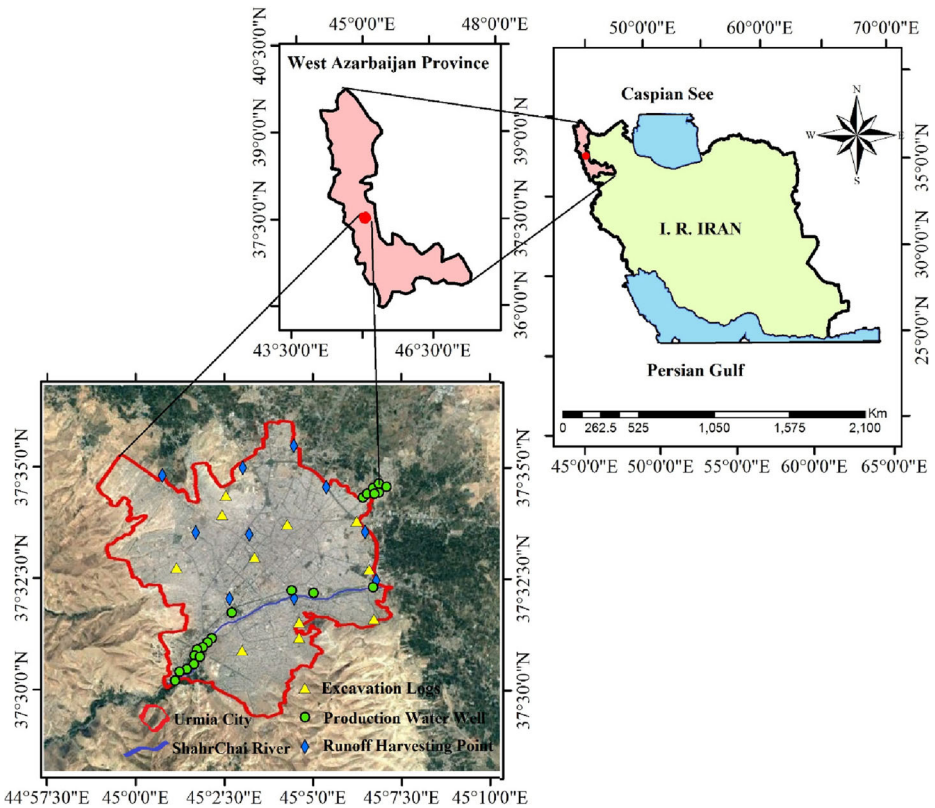 45°0'0"E 48°0'0"E
West Azarbaijan Province
40°30'0"N
39°0'0"N
37°30'0"N
39°0'0"N
37°30'0"N
36°0'0"N
43°30'0"E 46°30'0"E
50°0'0"E 60°0'0"E 70°0'0"E
Caspian See
N
W E
S
I. R. IRAN
35°0'0"N
30°0'0"N
25°0'0"N
Persian Gulf
Km
0 262.5 525 1,050 1,575 2,100
45°0'0"E 50°0'0"E 55°0'0"E 60°0'0"E 65°0'0"E
37°35'0"N
37°32'30"N
37°30'0"N
37°35'0"N
37°32'30"N
37°30'0"N
Excavation Logs
Urmia City
Production Water Well
ShahrChai River
Runoff Harvesting Point
44°57'30"E 45°0'0"E 45°2'30"E 45°5'0"E 45°7'30"E 45°10'0"E